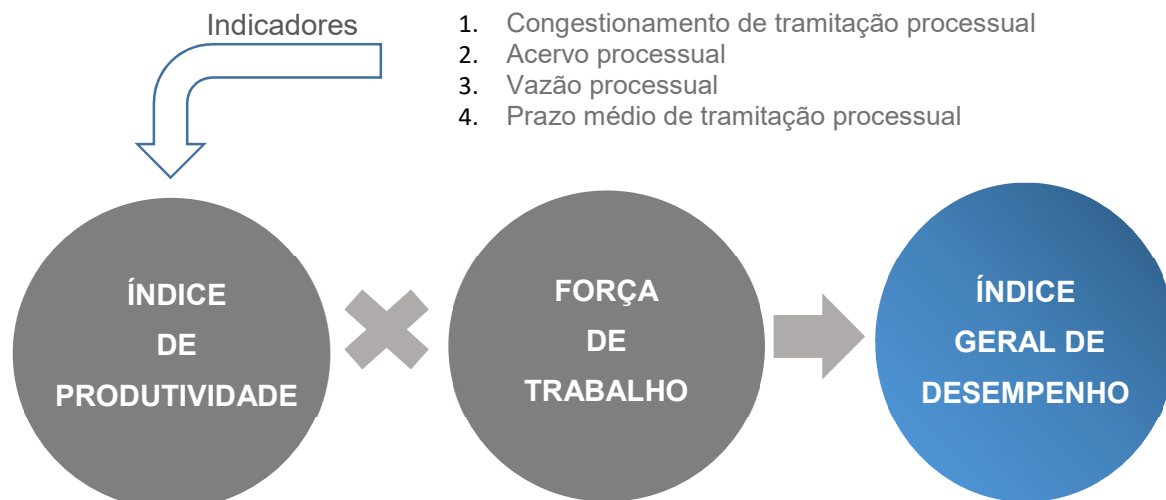 Indicadores
1. Congestionamento de tramitação processual
2. Acervo processual
3. Vazão processual
4. Prazo médio de tramitação processual
ÍNDICE
DE
PRODUTIVIDADE
FORÇA
DE
TRABALHO
ÍNDICE
GERAL DE
DESEMPENHO